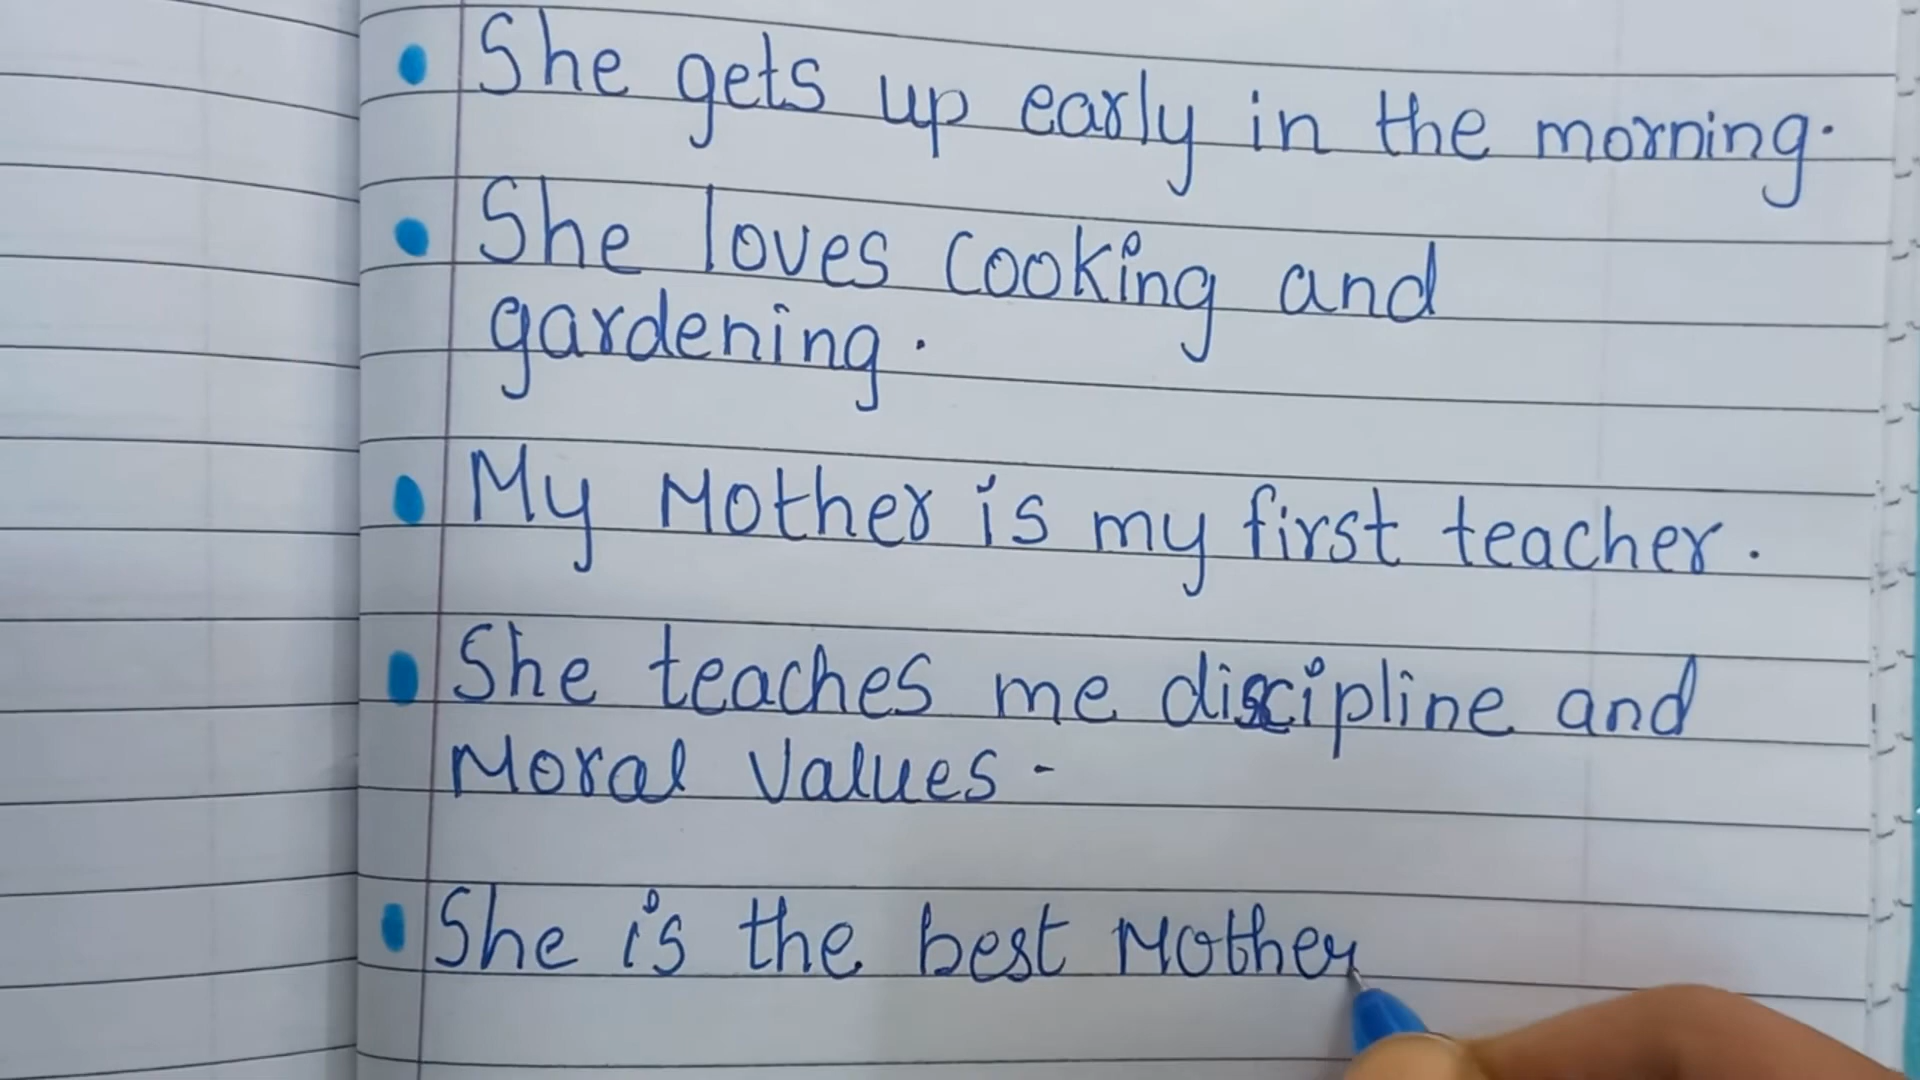 • She gets up early in the morning.
• She loves cooking and
gardening.
• My Mother is my first teacher.
• She teaches me discipline and
Moral Values -
• She is the best Mother